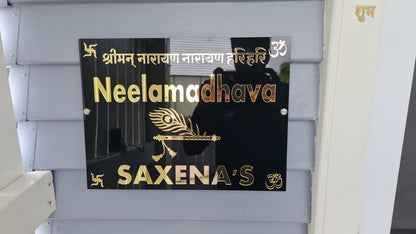 श्रीमन् नारायण नारायण हरि हरि ॐ
Neelamadhava
SAXENA'S ॐ
शुभ